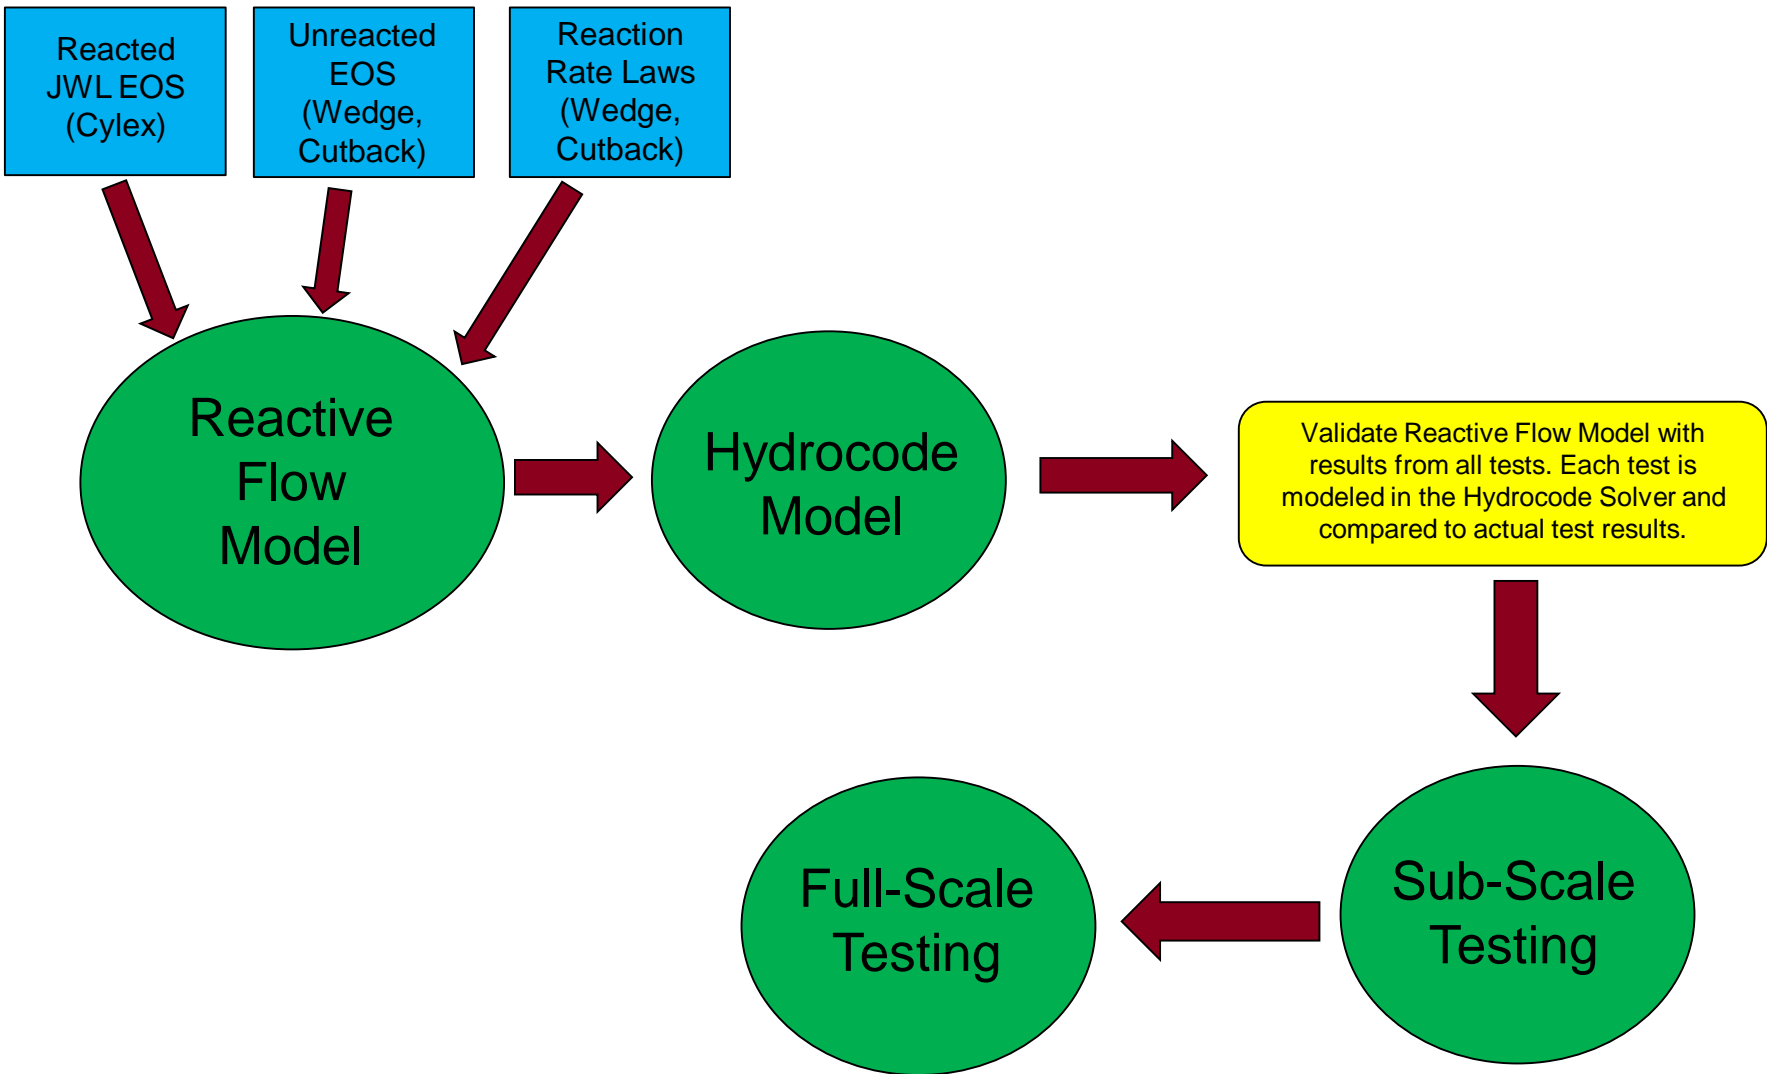 Reacted
JWL EOS
(Cylex)
Unreacted
EOS
(Wedge,
Cutback)
Reaction
Rate Laws
(Wedge,
Cutback)
Reactive
Flow
Model
Hydrocode
Model
Validate Reactive Flow Model with
results from all tests. Each test is
modeled in the Hydrocode Solver and
compared to actual test results.
Sub-Scale
Testing
Full-Scale
Testing